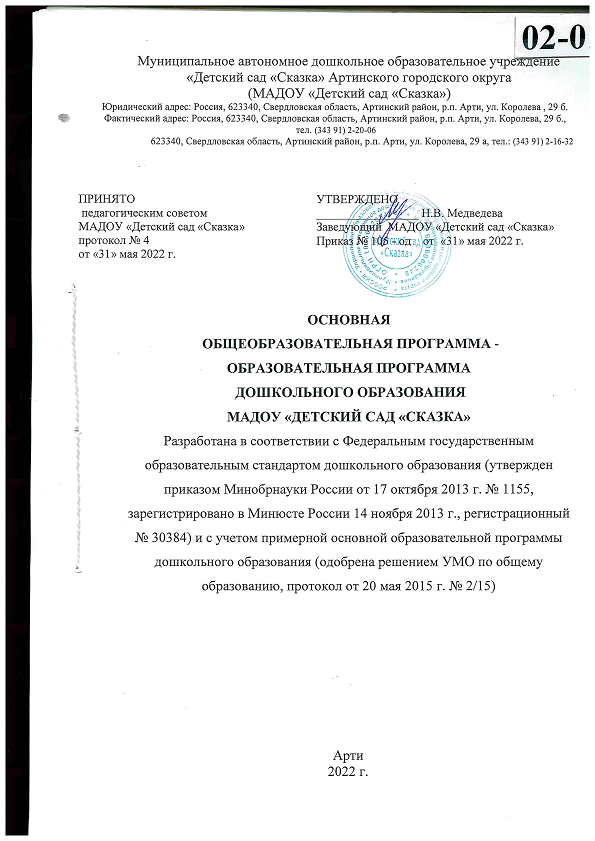 02-0
Муниципальное автономное дошкольное образовательное учреждение
«Детский сад «Сказка» Артинского городского округа
(МАДОУ «Детский сад «Сказка»)
Юридический адрес: Россия, 623340, Свердловская область, Артинский район, р.п. Арти, ул. Королева , 29 б.
Фактический адрес: Россия, 623340, Свердловская область, Артинский район, р.п. Арти, ул. Королева, 29 б.,
тел. (343 91) 2-20-06
623340, Свердловская область, Артинский район, р.п. Арти, ул. Королева, 29 а, тел.: (343 91) 2-16-32
ПРИНЯТО
педагогическим советом
МАДОУ «Детский сад «Сказка»
протокол № 4
от «31» мая 2022 г.
УТВЕРЖДЕНО
Н.В. Медведева
Заведующий МАДОУ «Детский сад «Сказка»
Приказ № 105 - од от «31» мая 2022 г.
«Сказка»
ОСНОВНАЯ
ОБЩЕОБРАЗОВАТЕЛЬНАЯ ПРОГРАММА -
ОБРАЗОВАТЕЛЬНАЯ ПРОГРАММА
ДОШКОЛЬНОГО ОБРАЗОВАНИЯ
МАДОУ «ДЕТСКИЙ САД «СКАЗКА»
Разработана в соответствии с Федеральным государственным
образовательным стандартом дошкольного образования (утвержден
приказом Минобрнауки России от 17 октября 2013 г. № 1155,
зарегистрировано в Минюсте России 14 ноября 2013 г., регистрационный
№ 30384) и с учетом примерной основной образовательной программы
дошкольного образования (одобрена решением УМО по общему
образованию, протокол от 20 мая 2015 г. № 2/15)
Арти
2022 г.